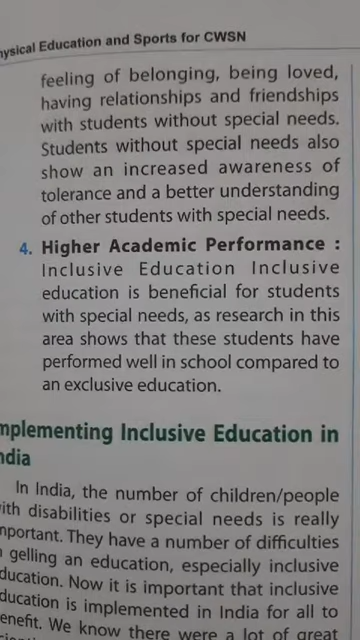 ysical Education and Sports for CWSN
feeling of belonging, being loved,
having relationships and friendships
with students without special needs.
Students without special needs also
show an increased awareness of
tolerance and a better understanding
of other students with special needs.
4. Higher Academic Performance :
Inclusive Education Inclusive
education is beneficial for students
with special needs, as research in this
area shows that these students have
performed well in school compared to
an exclusive education.
mplementing Inclusive Education in
ndia
In India, the number of children/people
ith disabilities or special needs is really
mportant. They have a number of difficulties
gelling an education, especially inclusive
ducation. Now it is important that inclusive
ducation is implemented in India for all to
enefit. We know there were a lot of great